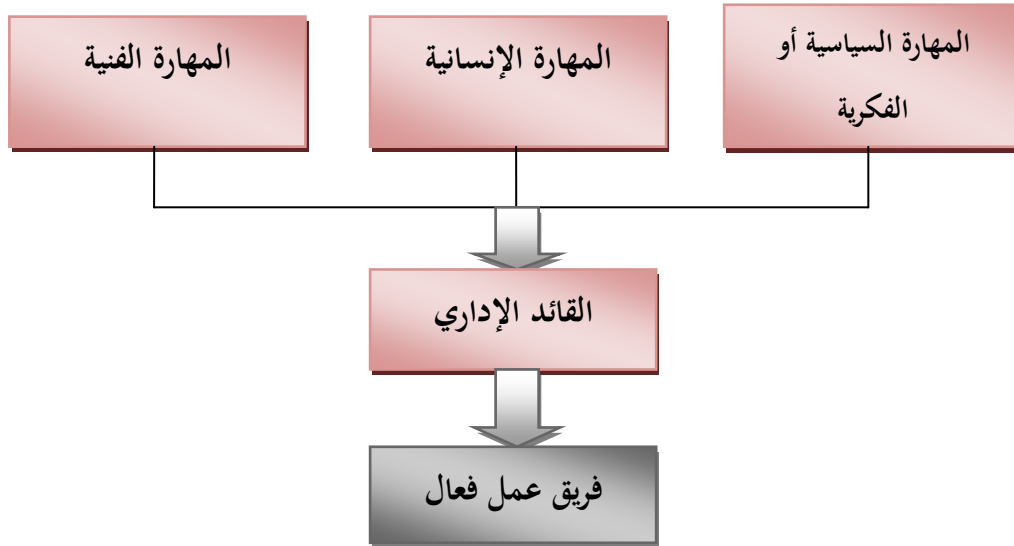 المهارة السياسية أو
الفكرية
المهارة الإنسانية
المهارة الفنية
القائد الإداري
فريق عمل فعال